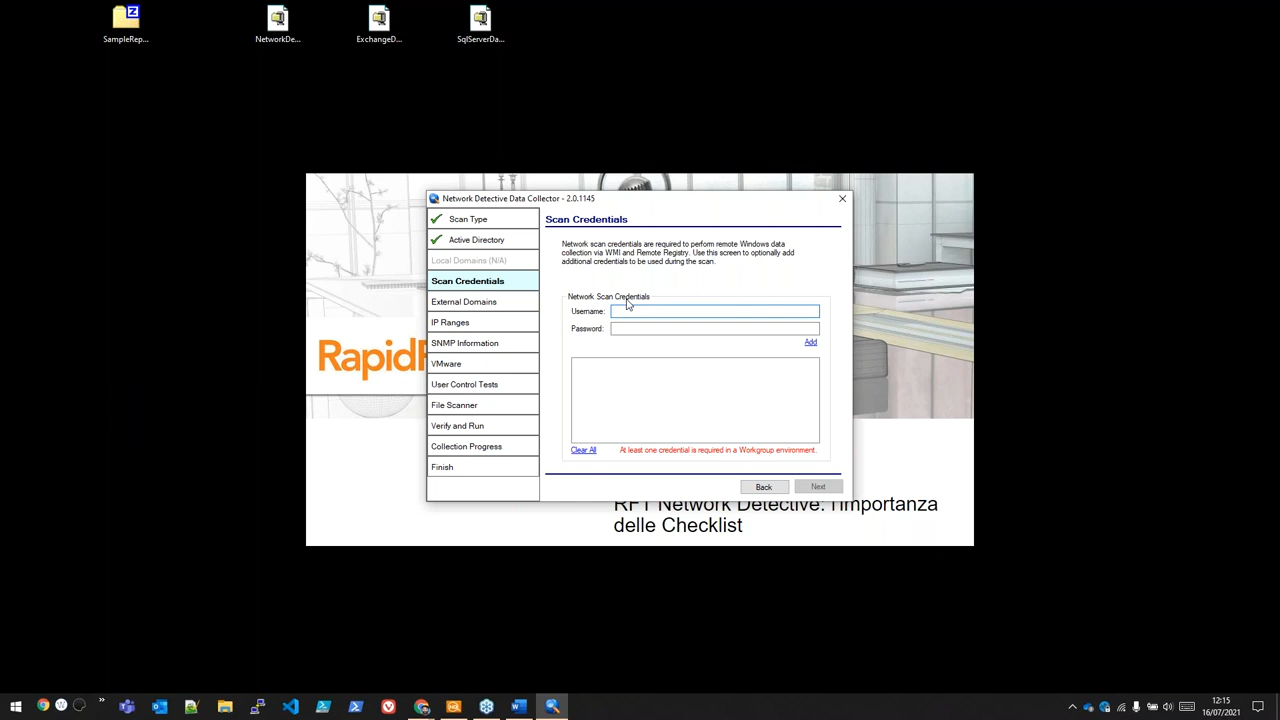 SampleRep...
NetworkDe...
ExchangeD...
SqlServerDa...
Network Detective Data Collector - 2.0.1145
Scan Type
Active Directory
Local Domains (N/A)
Scan Credentials
External Domains
IP Ranges
SNMP Information
VMware
User Control Tests
File Scanner
Verify and Run
Collection Progress
Finish
Scan Credentials
Network scan credentials are required to perform remote Windows data
collection via WMI and Remote Registry. Use this screen to optionally add
additional credentials to be used during the scan.
Network Scan Credentials
Username:
Password:
Add
Clear All
At least one credential is required in a Workgroup environment.
Back
Next
RFT Network Detective: l'importanza
delle Checklist
12:15
16/07/2021